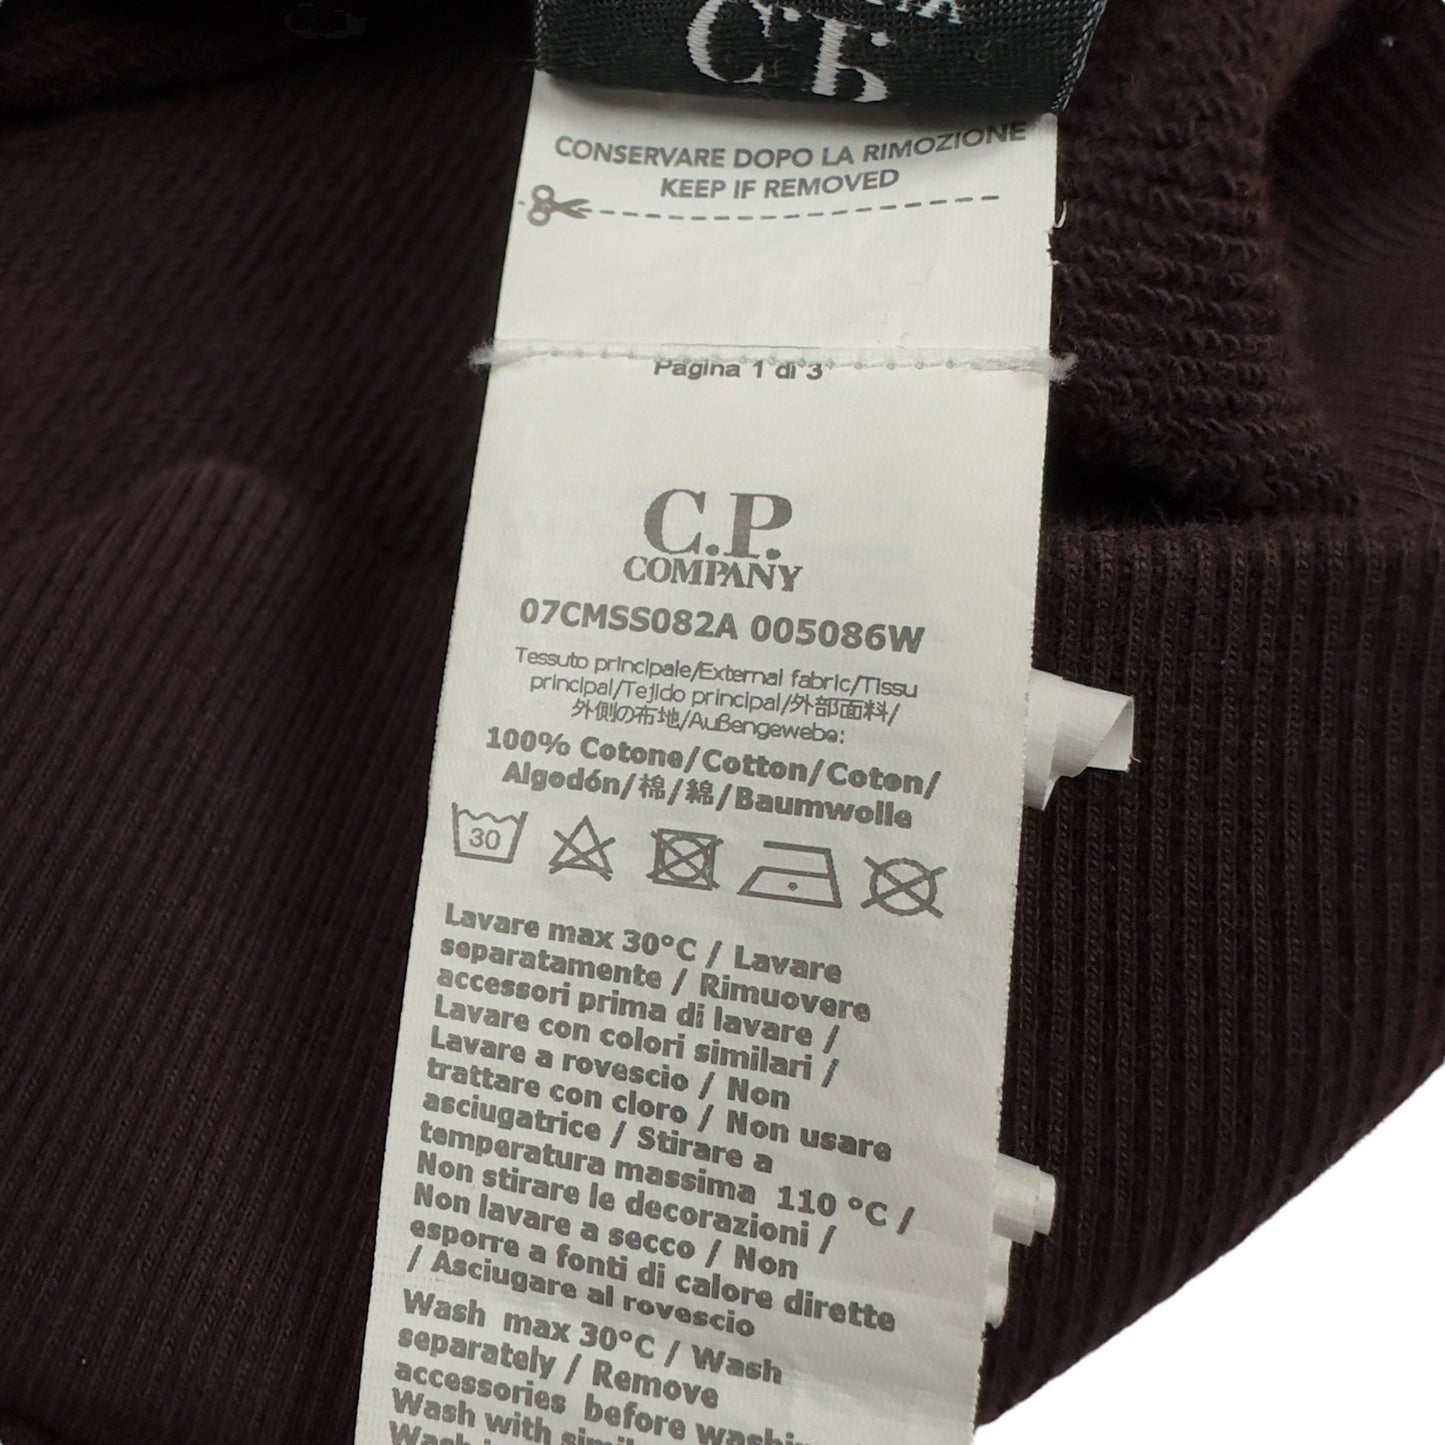 CONSERVARE DOPO LA RIMOZIONE
KEEP IF REMOVED
Pagina 1 di 3
C.P.
COMPANY
07CMSS082A 005086W
Tessuto principale/External fabric/Tissu
principal/Tejido principal/外部面料/
外側の布地/Außengewebe:
100% Cotone/Cotton/Coton/
Algodón/棉/綿/Baumwolle
30
Lavare max 30°C / Lavare
separatamente / Rimuovere
accessori prima di lavare /
Lavare con colori similari /
Lavare a rovescio / Non
trattare con cloro / Non usare
asciugatrice / Stirare a
temperatura massima 110 °C /
Non stirare le decorazioni /
Non lavare a secco / Non
esporre a fonti di calore dirette
/ Asciugare al rovescio
Wash max 30°C / Wash
separately / Remove
accessories before
Wash with